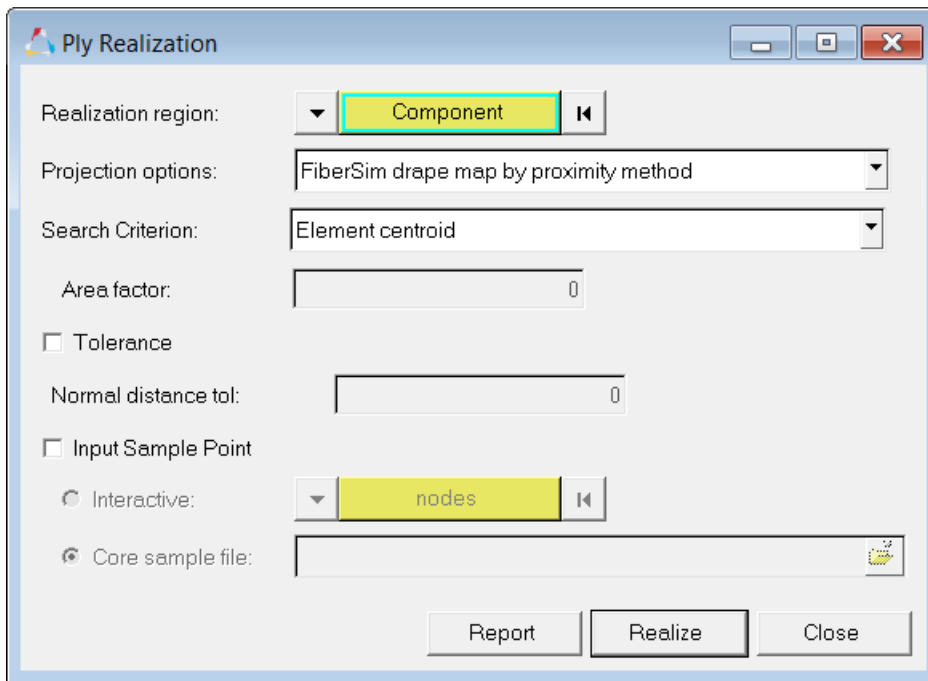 Ply Realization
Realization region: Component
Projection options: FiberSim drape map by proximity method
Search Criterion: Element centroid
Area factor: 0
Tolerance
Normal distance tol: 0
Input Sample Point
Interactive: nodes
Core sample file:
Report Realize Close